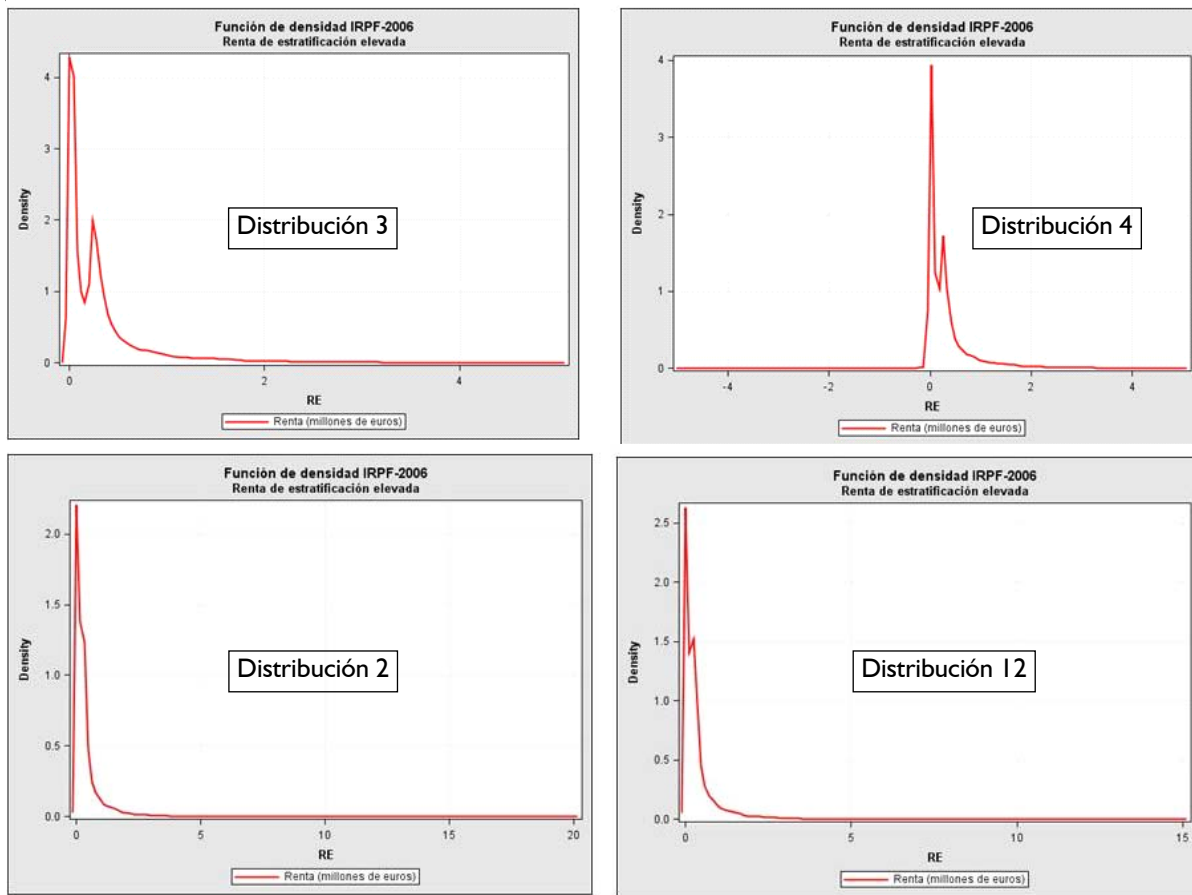 Función de densidad IRPF-2006
Renta de estratificación elevada
Density
4
3
2
1
0
Distribución 3
0
2
4
RE
Renta (millones de euros)
Función de densidad IRPF-2006
Renta de estratificación elevada
Density
4
3
2
1
0
Distribución 4
-4
-2
0
2
4
RE
Renta (millones de euros)
Función de densidad IRPF-2006
Renta de estratificación elevada
Density
2.0
1.5
1.0
0.5
0.0
Distribución 2
0
5
10
15
20
RE
Renta (millones de euros)
Función de densidad IRPF-2006
Renta de estratificación elevada
Density
2.5
2.0
1.5
1.0
0.5
0.0
Distribución 12
0
5
10
15
RE
Renta (millones de euros)